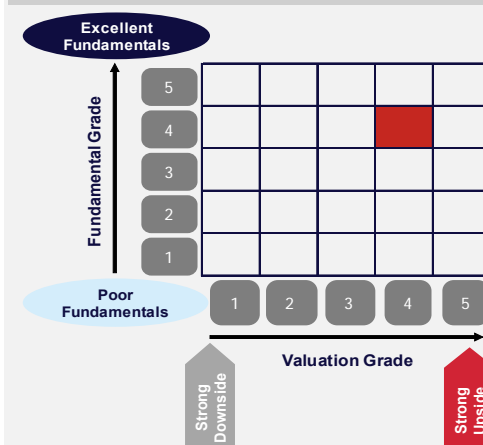 Excellent
Fundamentals
Fundamental Grade
5
4
3
2
1
Poor
Fundamentals
1
2
3
4
5
Valuation Grade
Strong
Downside
Strong
Upside